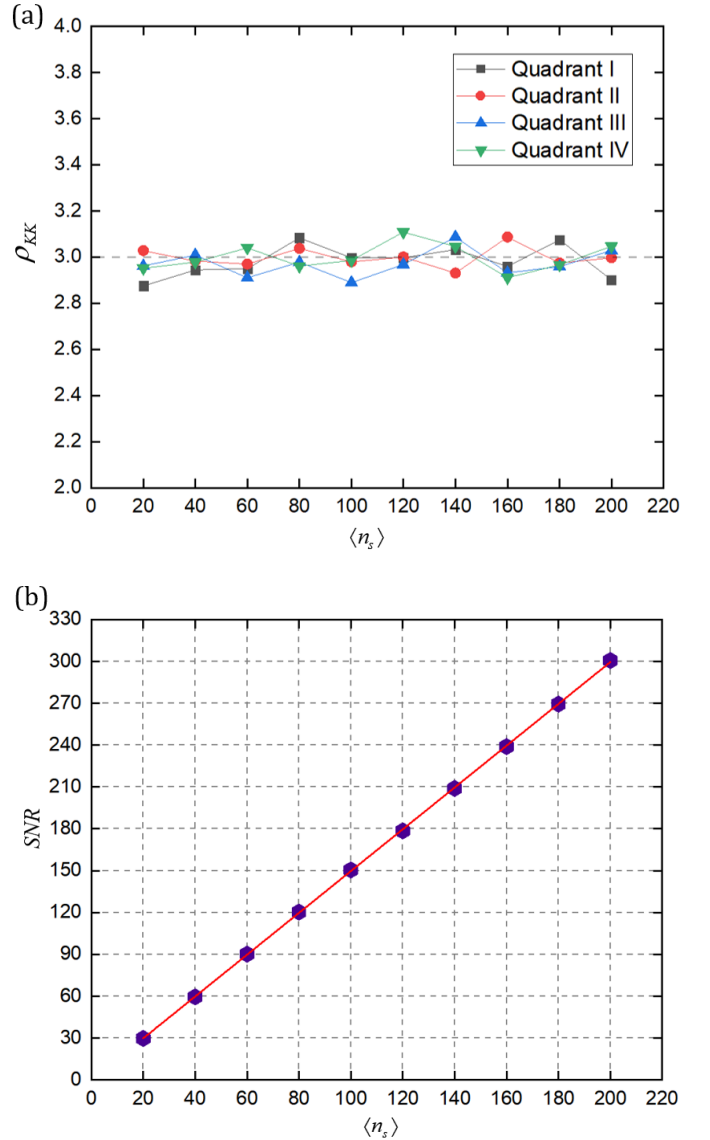 (a)
4.0
3.8
3.6
3.4
3.2
3.0
2.8
2.6
2.4
2.2
2.0
ρKK
Quadrant I
Quadrant II
Quadrant III
Quadrant IV
0 20 40 60 80 100 120 140 160 180 200 220
⟨ns⟩
(b)
330
300
270
240
210
180
150
120
90
60
30
0
SNR
0 20 40 60 80 100 120 140 160 180 200 220
⟨ns⟩